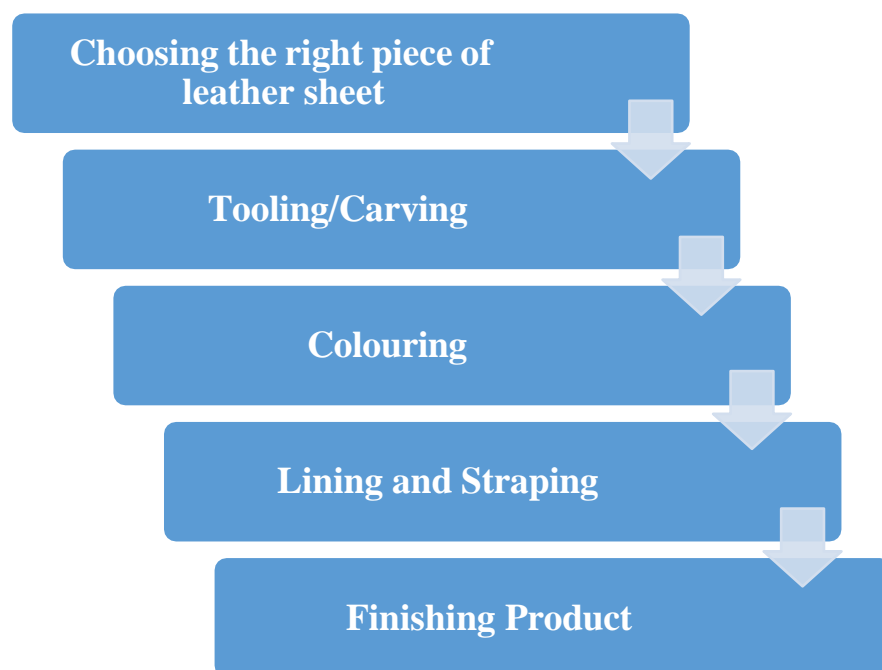 Choosing the right piece of
leather sheet
Tooling/Carving
Colouring
Lining and Straping
Finishing Product